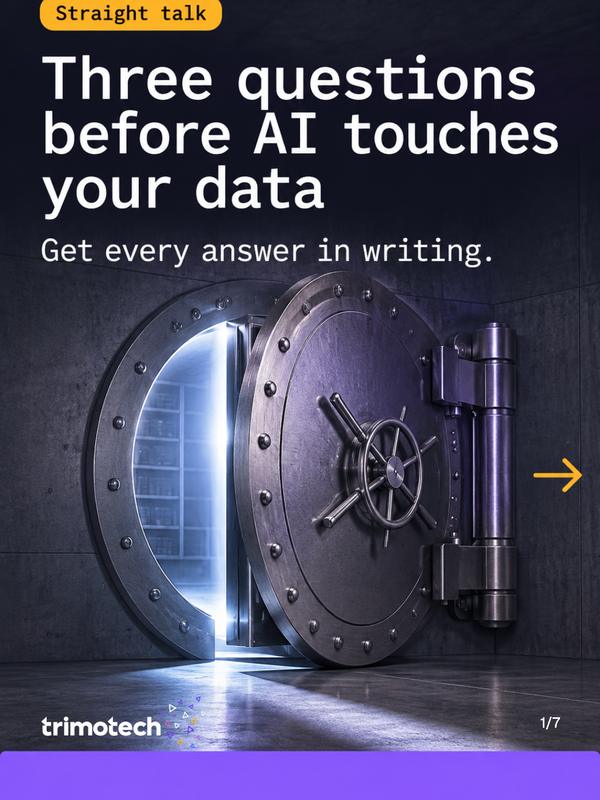 Straight talk
Three questions
before AI touches
your data
Get every answer in writing.
trimotech
1/7